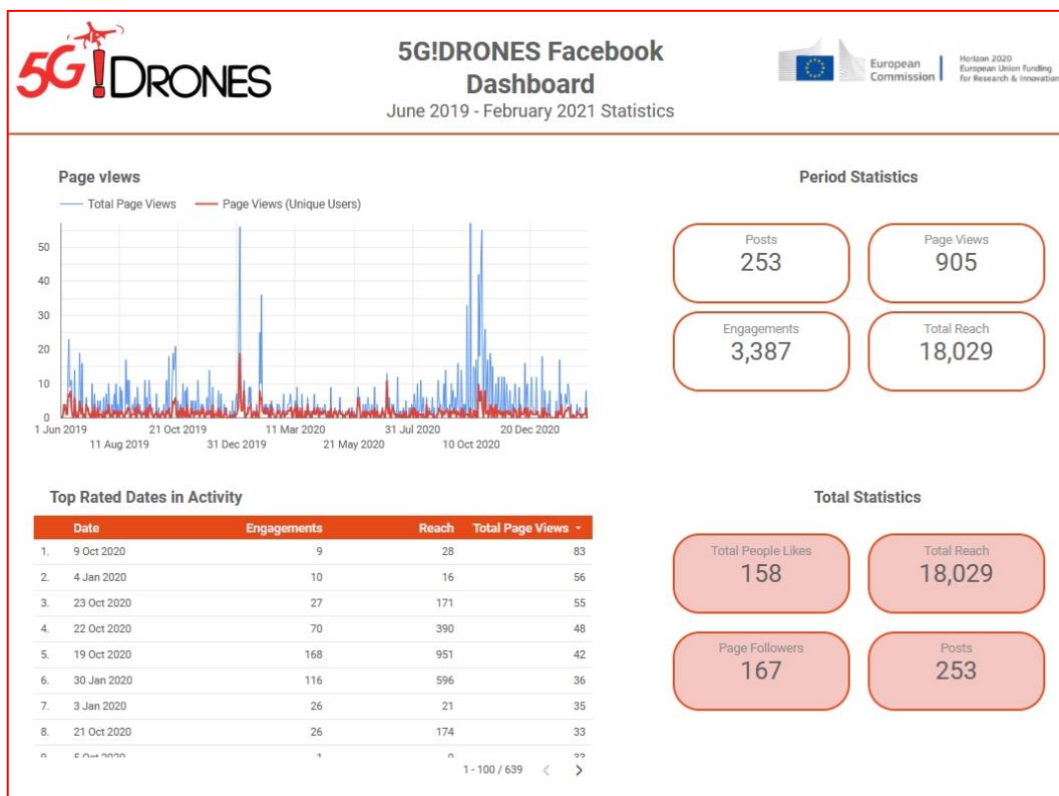 5G!DRONES
5G!DRONES Facebook
Dashboard
June 2019 - February 2021 Statistics
European
Commission
Horizon 2020
European Union funding
for Research & Innovation
Page views
Total Page Views
Page Views (Unique Users)
50
40
30
20
10
0
1 Jun 2019
21 Oct 2019
11 Mar 2020
31 Jul 2020
20 Dec 2020
11 Aug 2019
31 Dec 2019
21 May 2020
10 Oct 2020
Period Statistics
Posts
253
Page Views
905
Engagements
3,387
Total Reach
18,029
Top Rated Dates in Activity
Date Engagements Reach Total Page Views
1. 9 Oct 2020 9 28 83
2. 4 Jan 2020 10 16 56
3. 23 Oct 2020 27 171 55
4. 22 Oct 2020 70 390 48
5. 19 Oct 2020 168 951 42
6. 30 Jan 2020 116 596 36
7. 3 Jan 2020 26 21 35
8. 21 Oct 2020 26 174 33
5 Oct 2020
1 - 100 / 639
Total Statistics
Total People Likes
158
Total Reach
18,029
Page Followers
167
Posts
253